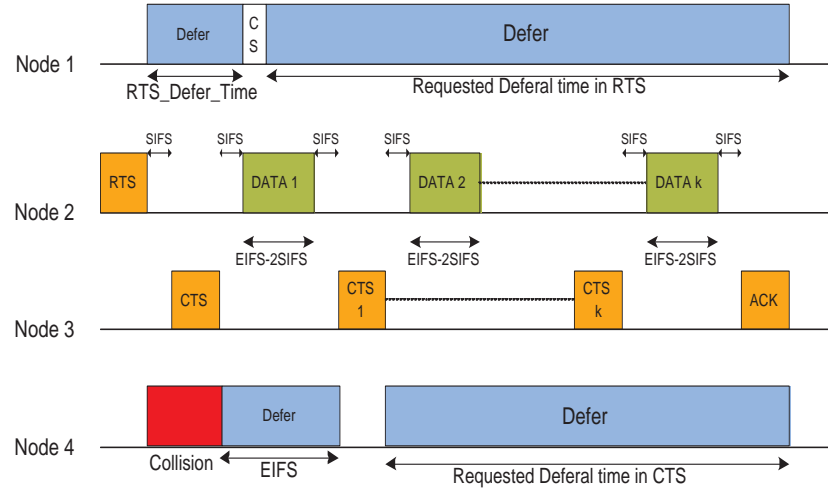 Defer
C
S
Defer
Node 1
RTS_Defer_Time
Requested Deferal time in RTS
SIFS
SIFS
SIFS
SIFS
SIFS
SIFS
RTS
DATA 1
DATA 2
DATA k
Node 2
EIFS-2SIFS
EIFS-2SIFS
EIFS-2SIFS
CTS
CTS
1
CTS
k
ACK
Node 3
Defer
Defer
Node 4
Collision
EIFS
Requested Deferal time in CTS